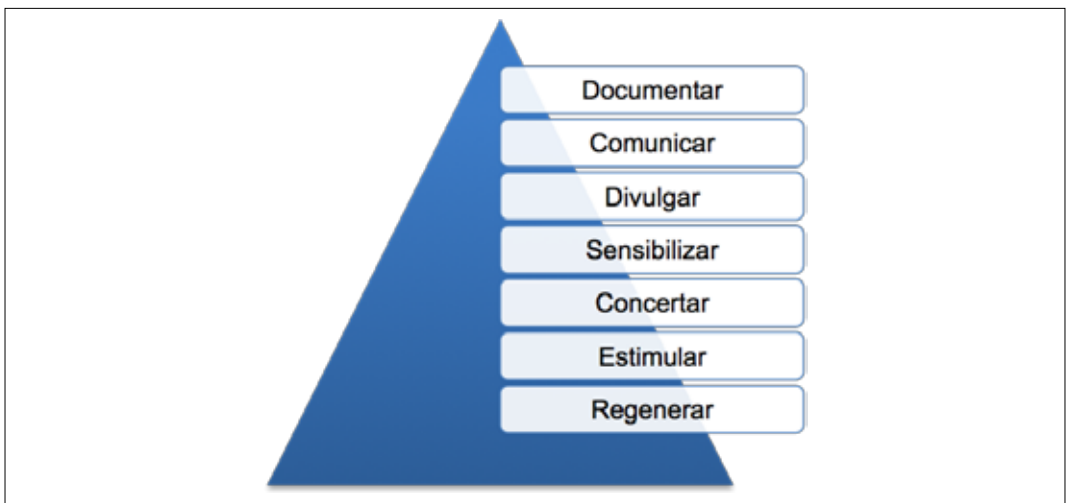 Documentar
Comunicar
Divulgar
Sensibilizar
Concertar
Estimular
Regenerar